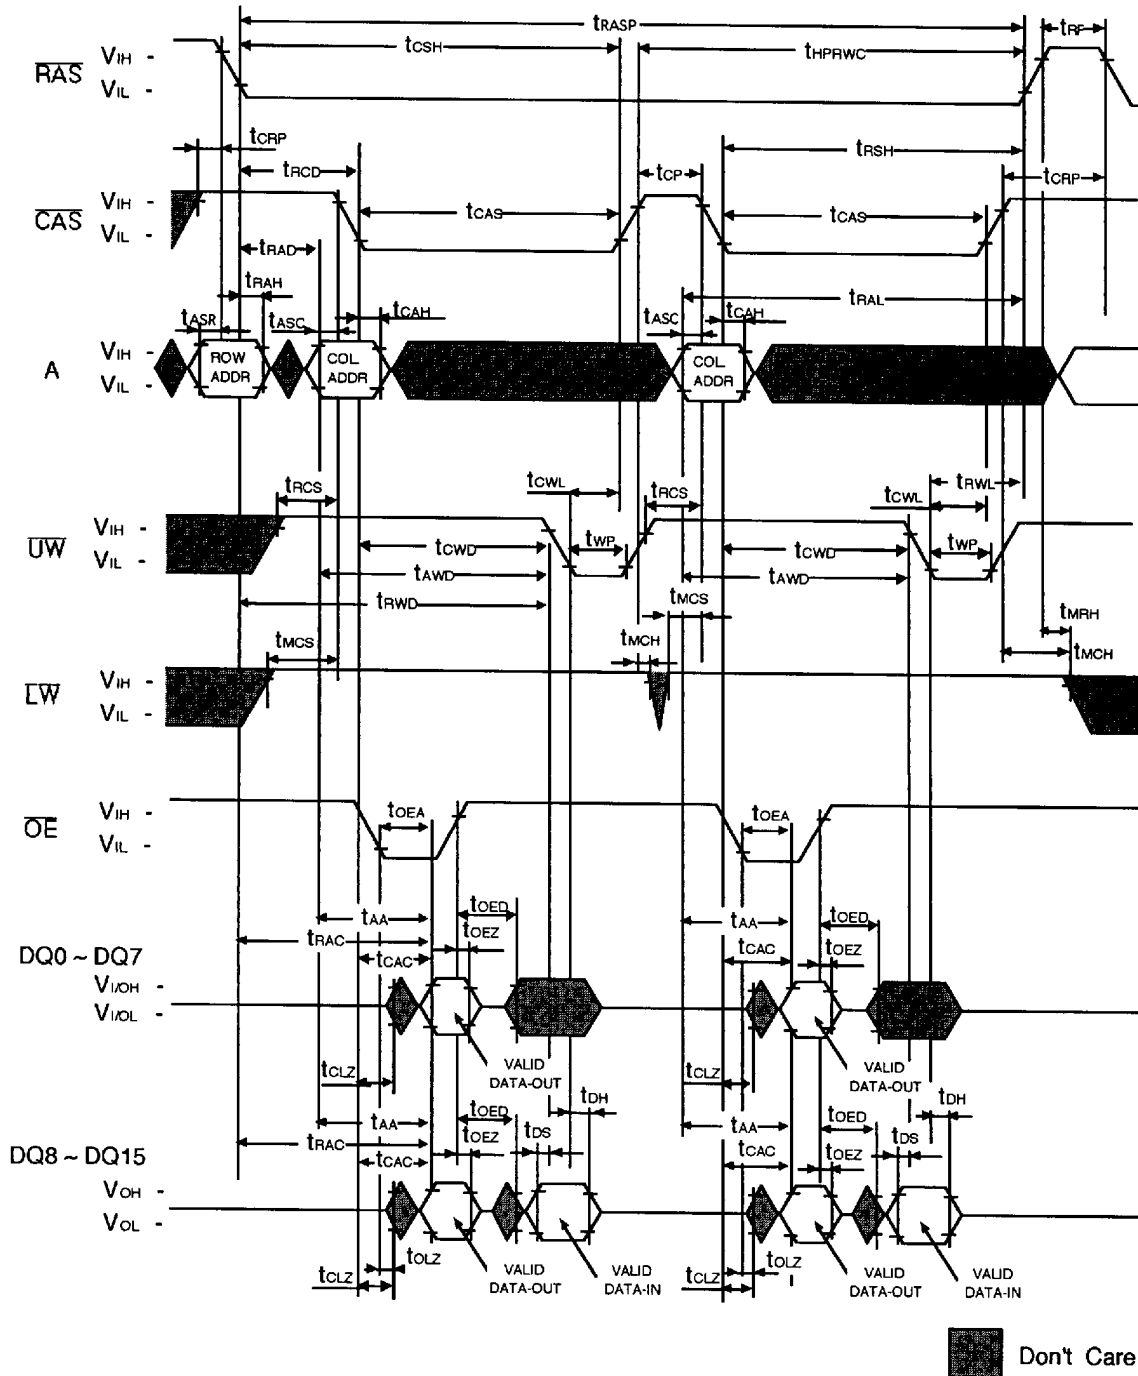 tRASP
tCSH
tHPRWC
tRP
RAS
VIH -
VIL -
tCRP
tRCD
tRSH
tCP
tCRP
CAS
VIH -
VIL -
tCAS
tCAS
tRAD
tRAH
tRAL
tASR
tASC
tCAH
tASC
tCAH
A
VIH -
VIL -
ROW ADDR
COL ADDR
COL ADDR
tRCS
tCWL
tRCS
tCWL
tRWL
UW
VIH -
VIL -
tCWD
tWP
tCWD
tWP
tAWD
tAWD
tRWD
tMCS
tMRH
tMCS
tMCH
tMCH
LW
VIH -
VIL -
OE
VIH -
VIL -
tOEA
tOEA
tAA
tOED
tAA
tOED
tRAC
tOEZ
tOEZ
tCAC
tCAC
DQ0 ~ DQ7
VI/OH -
VI/OL -
VALID DATA-OUT
VALID DATA-OUT
tCLZ
tCLZ
tDH
tDH
tAA
tOED
tAA
tOED
tRAC
tOEZ
tDS
tOEZ
tDS
tCAC
tCAC
DQ8 ~ DQ15
VOH -
VOL -
tOLZ
tOLZ
tCLZ
tCLZ
VALID DATA-OUT
VALID DATA-IN
VALID DATA-OUT
VALID DATA-IN
Don't Care